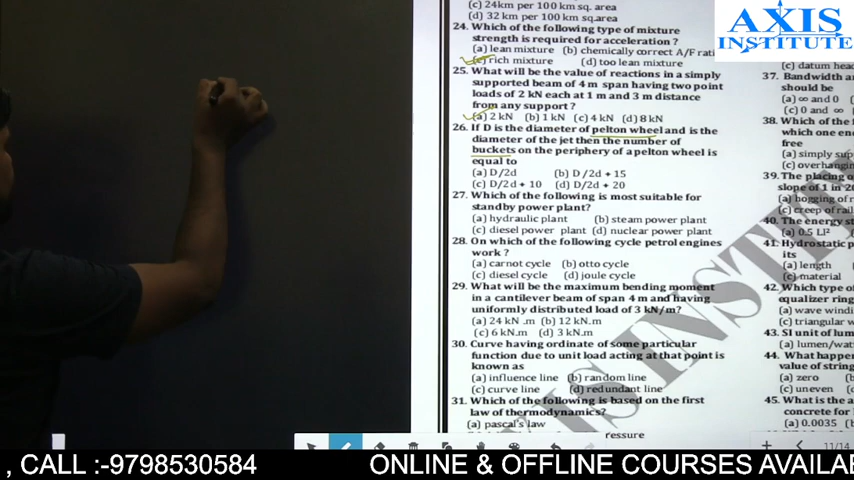 (c) 24km per 100 km sq. area
(d) 32 km per 100 km sq.area
24. Which of the following type of mixture
strength is required for acceleration ?
(a) lean mixture (b) chemically correct A/F rati
(c) rich mixture (d) too lean mixture
25. What will be the value of reactions in a simply
supported beam of 4 m span having two point
loads of 2 kN each at 1 m and 3 m distance
from any support ?
(a) 2 kN (b) 1 kN (c) 4 kN (d) 8 kN
26. If D is the diameter of pelton wheel and is the
diameter of the jet then the number of
buckets on the periphery of a pelton wheel is
equal to
(a) D/2d (b) D/2d + 15
(c) D/2d + 10 (d) D/2d + 20
27. Which of the following is most suitable for
standby power plant?
(a) hydraulic plant (b) steam power plant
(c) diesel power plant (d) nuclear power plant
28. On which of the following cycle petrol engines
work ?
(a) carnot cycle (b) otto cycle
(c) diesel cycle (d) joule cycle
29. What will be the maximum bending moment
in a cantilever beam of span 4 m and having
uniformly distributed load of 3 kN/m?
(a) 24 kN .m (b) 12 kN.m
(c) 6 kN.m (d) 3 kN.m
30. Curve having ordinate of some particular
function due to unit load acting at that point is
known as
(a) influence line (b) random line
(c) curve line (d) redundant line
31. Which of the following is based on the first
law of thermodynamics?
(a) pascal's law
ressure
AXIS
INSTITUTE
(c) datum head
37. Bandwidth a
should be
(a) ∞ and 0
(c) 0 and ∞
38. Which of the
which one en
free
(a) simply sup
(c) overhangin
39. The placing o
slope of 1 in 2
(a) hogging of r
(c) creep of rail
40. The energy st
(a) 0.5 LI²
41. Hydrostatic p
its
(a) length
(c) material
42. Which type of
equalizer ring
(a) wave windi
(c) triangular w
43. SI unit of lum
(a) lumen/wat
44. What happen
value of string
(a) zero
(c) uneven
45. What is the a
concrete for
(a) 0.0035
11/14
, CALL :-9798530584 ONLINE & OFFLINE COURSES AVAILA